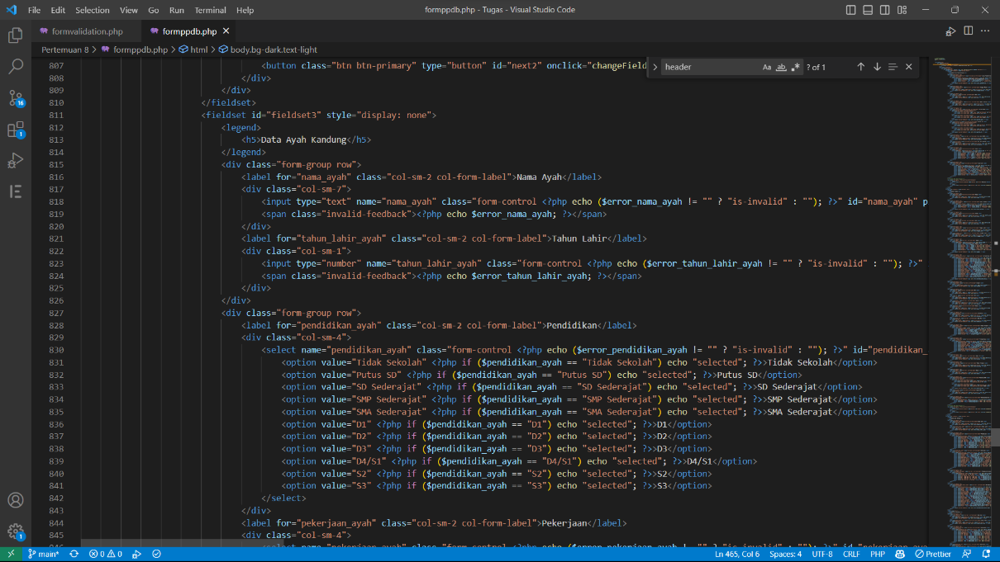 File Edit Selection View Go Run Terminal Help formppdb.php - Tugas - Visual Studio Code
formvalidation.php formppdb.php
Pertemuan 8 > formppdb.php > html > body.bg-dark.text-light
header Aa ab .* ? of 1
807 <button class="btn btn-primary" type="button" id="next2" onclick="changeField
808 </div>
809 </div>
810 </fieldset>
811 <fieldset id="fieldset3" style="display: none">
812 <legend>
813 <h5>Data Ayah Kandung</h5>
814 </legend>
815 <div class="form-group row">
816 <label for="nama_ayah" class="col-sm-2 col-form-label">Nama Ayah</label>
817 <div class="col-sm-7">
818 <input type="text" name="nama_ayah" class="form-control <?php echo ($error_nama_ayah != "" ? "is-invalid" : ""); ?>" id="nama_ayah" p
819 <span class="invalid-feedback"><?php echo $error_nama_ayah; ?></span>
820 </div>
821 <label for="tahun_lahir_ayah" class="col-sm-2 col-form-label">Tahun Lahir</label>
822 <div class="col-sm-1">
823 <input type="number" name="tahun_lahir_ayah" class="form-control <?php echo ($error_tahun_lahir_ayah != "" ? "is-invalid" : ""); ?>"
824 <span class="invalid-feedback"><?php echo $error_tahun_lahir_ayah; ?></span>
825 </div>
826 </div>
827 <div class="form-group row">
828 <label for="pendidikan_ayah" class="col-sm-2 col-form-label">Pendidikan</label>
829 <div class="col-sm-4">
830 <select name="pendidikan_ayah" class="form-control <?php echo ($error_pendidikan_ayah != "" ? "is-invalid" : ""); ?>" id="pendidikan_
831 <option value="Tidak Sekolah" <?php if ($pendidikan_ayah == "Tidak Sekolah") echo "selected"; ?>>Tidak Sekolah</option>
832 <option value="Putus SD" <?php if ($pendidikan_ayah == "Putus SD") echo "selected"; ?>>Putus SD</option>
833 <option value="SD Sederajat" <?php if ($pendidikan_ayah == "SD Sederajat") echo "selected"; ?>>SD Sederajat</option>
834 <option value="SMP Sederajat" <?php if ($pendidikan_ayah == "SMP Sederajat") echo "selected"; ?>>SMP Sederajat</option>
835 <option value="SMA Sederajat" <?php if ($pendidikan_ayah == "SMA Sederajat") echo "selected"; ?>>SMA Sederajat</option>
836 <option value="D1" <?php if ($pendidikan_ayah == "D1") echo "selected"; ?>>D1</option>
837 <option value="D2" <?php if ($pendidikan_ayah == "D2") echo "selected"; ?>>D2</option>
838 <option value="D3" <?php if ($pendidikan_ayah == "D3") echo "selected"; ?>>D3</option>
839 <option value="D4/S1" <?php if ($pendidikan_ayah == "D4/S1") echo "selected"; ?>>D4/S1</option>
840 <option value="S2" <?php if ($pendidikan_ayah == "S2") echo "selected"; ?>>S2</option>
841 <option value="S3" <?php if ($pendidikan_ayah == "S3") echo "selected"; ?>>S3</option>
842 </select>
843 </div>
844 <label for="pekerjaan_ayah" class="col-sm-2 col-form-label">Pekerjaan</label>
845 <div class="col-sm-4">
16
1
1
main* 0 0 Ln 465, Col 6 Spaces: 4 UTF-8 CRLF PHP Prettier